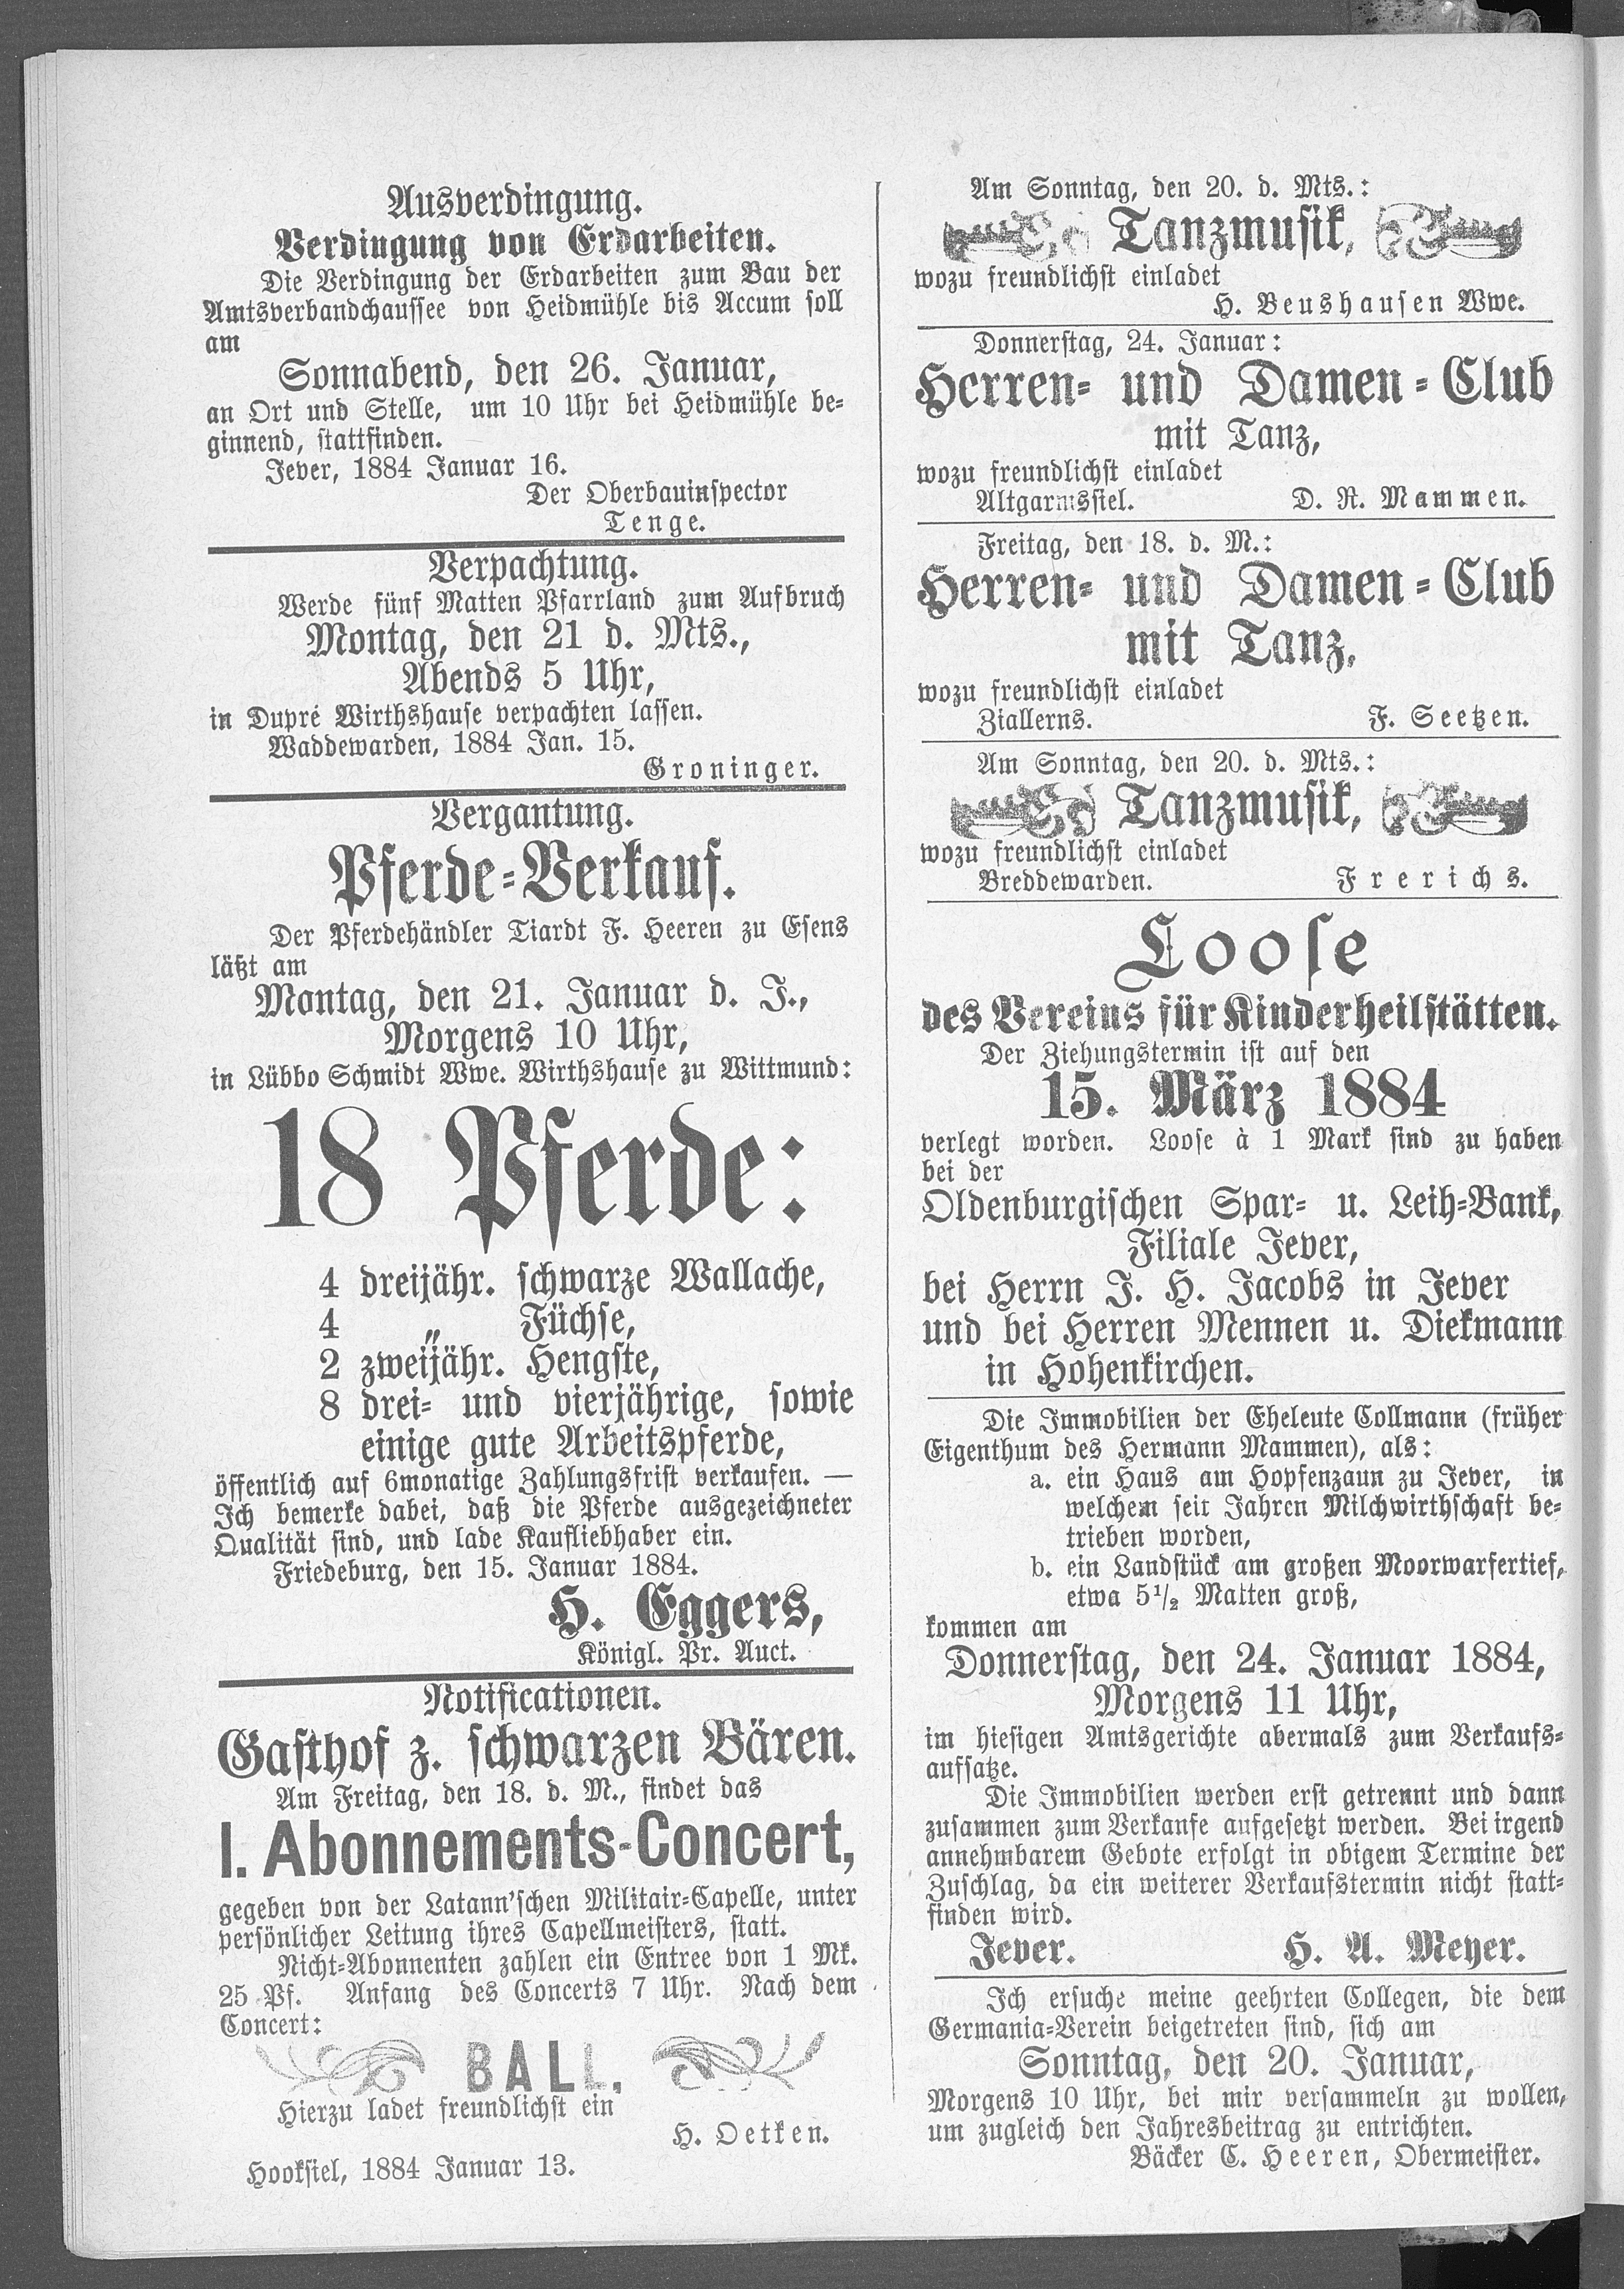 Ausverdingung.
Verdingung von Erdarbeiten.
Die Verdingung der Erdarbeiten zum Bau der
Amtsverbandchaussee von Heidmühle bis Accum soll
am
Sonnabend, den 26. Januar,
an Ort und Stelle, um 10 Uhr bei Heidmühle be-
ginnend, stattfinden.
Jever, 1884 Januar 16.
Der Oberbauinspector
Tenge.
Verpachtung.
Werde fünf Matten Pfarrland zum Aufbruch
Montag, den 21 d. Mts.,
Abends 5 Uhr,
in Dupré Wirthshause verpachten lassen.
Waddewarden, 1884 Jan. 15.
Groninger.
Vergantung.
Pferde-Verkauf.
Der Pferdehändler Tiardt F. Heeren zu Esens
läßt am
Montag, den 21. Januar d. J.,
Morgens 10 Uhr,
in Lübbo Schmidt Wwe. Wirthshause zu Wittmund:
18 Pferde:
4 dreijähr. schwarze Wallache,
4 „ Füchse,
2 zweijähr. Hengste,
8 drei- und vierjährige, sowie
einige gute Arbeitspferde,
öffentlich auf 6monatige Zahlungsfrist verkaufen. —
Ich bemerke dabei, daß die Pferde ausgezeichneter
Qualität sind, und lade Kaufliebhaber ein.
Friedeburg, den 15. Januar 1884.
H. Eggers,
Königl. Pr. Auct.
Notificationen.
Gasthof z. schwarzen Bären.
Am Freitag, den 18. d. M., findet das
I. Abonnements-Concert,
gegeben von der Latann'schen Militair-Capelle, unter
persönlicher Leitung ihres Capellmeisters, statt.
Nicht-Abonnenten zahlen ein Entree von 1 Mk.
25 Pf. Anfang des Concerts 7 Uhr. Nach dem
Concert:
BALL,
Hierzu ladet freundlichst ein
H. Oetken.
Hooksiel, 1884 Januar 13.
Am Sonntag, den 20. d. Mts.:
Tanzmusik,
wozu freundlichst einladet
H. Beushausen Wwe.
Donnerstag, 24. Januar:
Herren- und Damen-Club
mit Tanz,
wozu freundlichst einladet
Altgarmssiel. D. R. Mammen.
Freitag, den 18. d. M.:
Herren- und Damen-Club
mit Tanz,
wozu freundlichst einladet
Ziallerns. F. Seetzen.
Am Sonntag, den 20. d. Mts.:
Tanzmusik,
wozu freundlichst einladet
Breddewarden. Frerichs.
Loose
des Vereins für Kinderheilstätten.
Der Ziehungstermin ist auf den
15. März 1884
verlegt worden. Loose à 1 Mark sind zu haben
bei der
Oldenburgischen Spar- u. Leih-Bank,
Filiale Jever,
bei Herrn J. H. Jacobs in Jever
und bei Herren Mennen u. Diekmann
in Hohenkirchen.
Die Immobilien der Eheleute Collmann (früher
Eigenthum des Hermann Mammen), als:
a. ein Haus am Hopfenzaun zu Jever, in
welchem seit Jahren Milchwirthschaft be-
trieben worden,
b. ein Landstück am großen Moorwarfertief,
etwa 5½ Matten groß,
kommen am
Donnerstag, den 24. Januar 1884,
Morgens 11 Uhr,
im hiesigen Amtsgerichte abermals zum Verkaufs-
aufsatze.
Die Immobilien werden erst getrennt und dann
zusammen zum Verkaufe aufgesetzt werden. Bei irgend
annehmbarem Gebote erfolgt in obigem Termine der
Zuschlag, da ein weiterer Verkaufstermin nicht statt-
finden wird.
Jever. H. A. Meyer.
Ich ersuche meine geehrten Collegen, die dem
Germania-Verein beigetreten sind, sich am
Sonntag, den 20. Januar,
Morgens 10 Uhr, bei mir versammeln zu wollen,
um zugleich den Jahresbeitrag zu entrichten.
Bäcker C. Heeren, Obermeister.